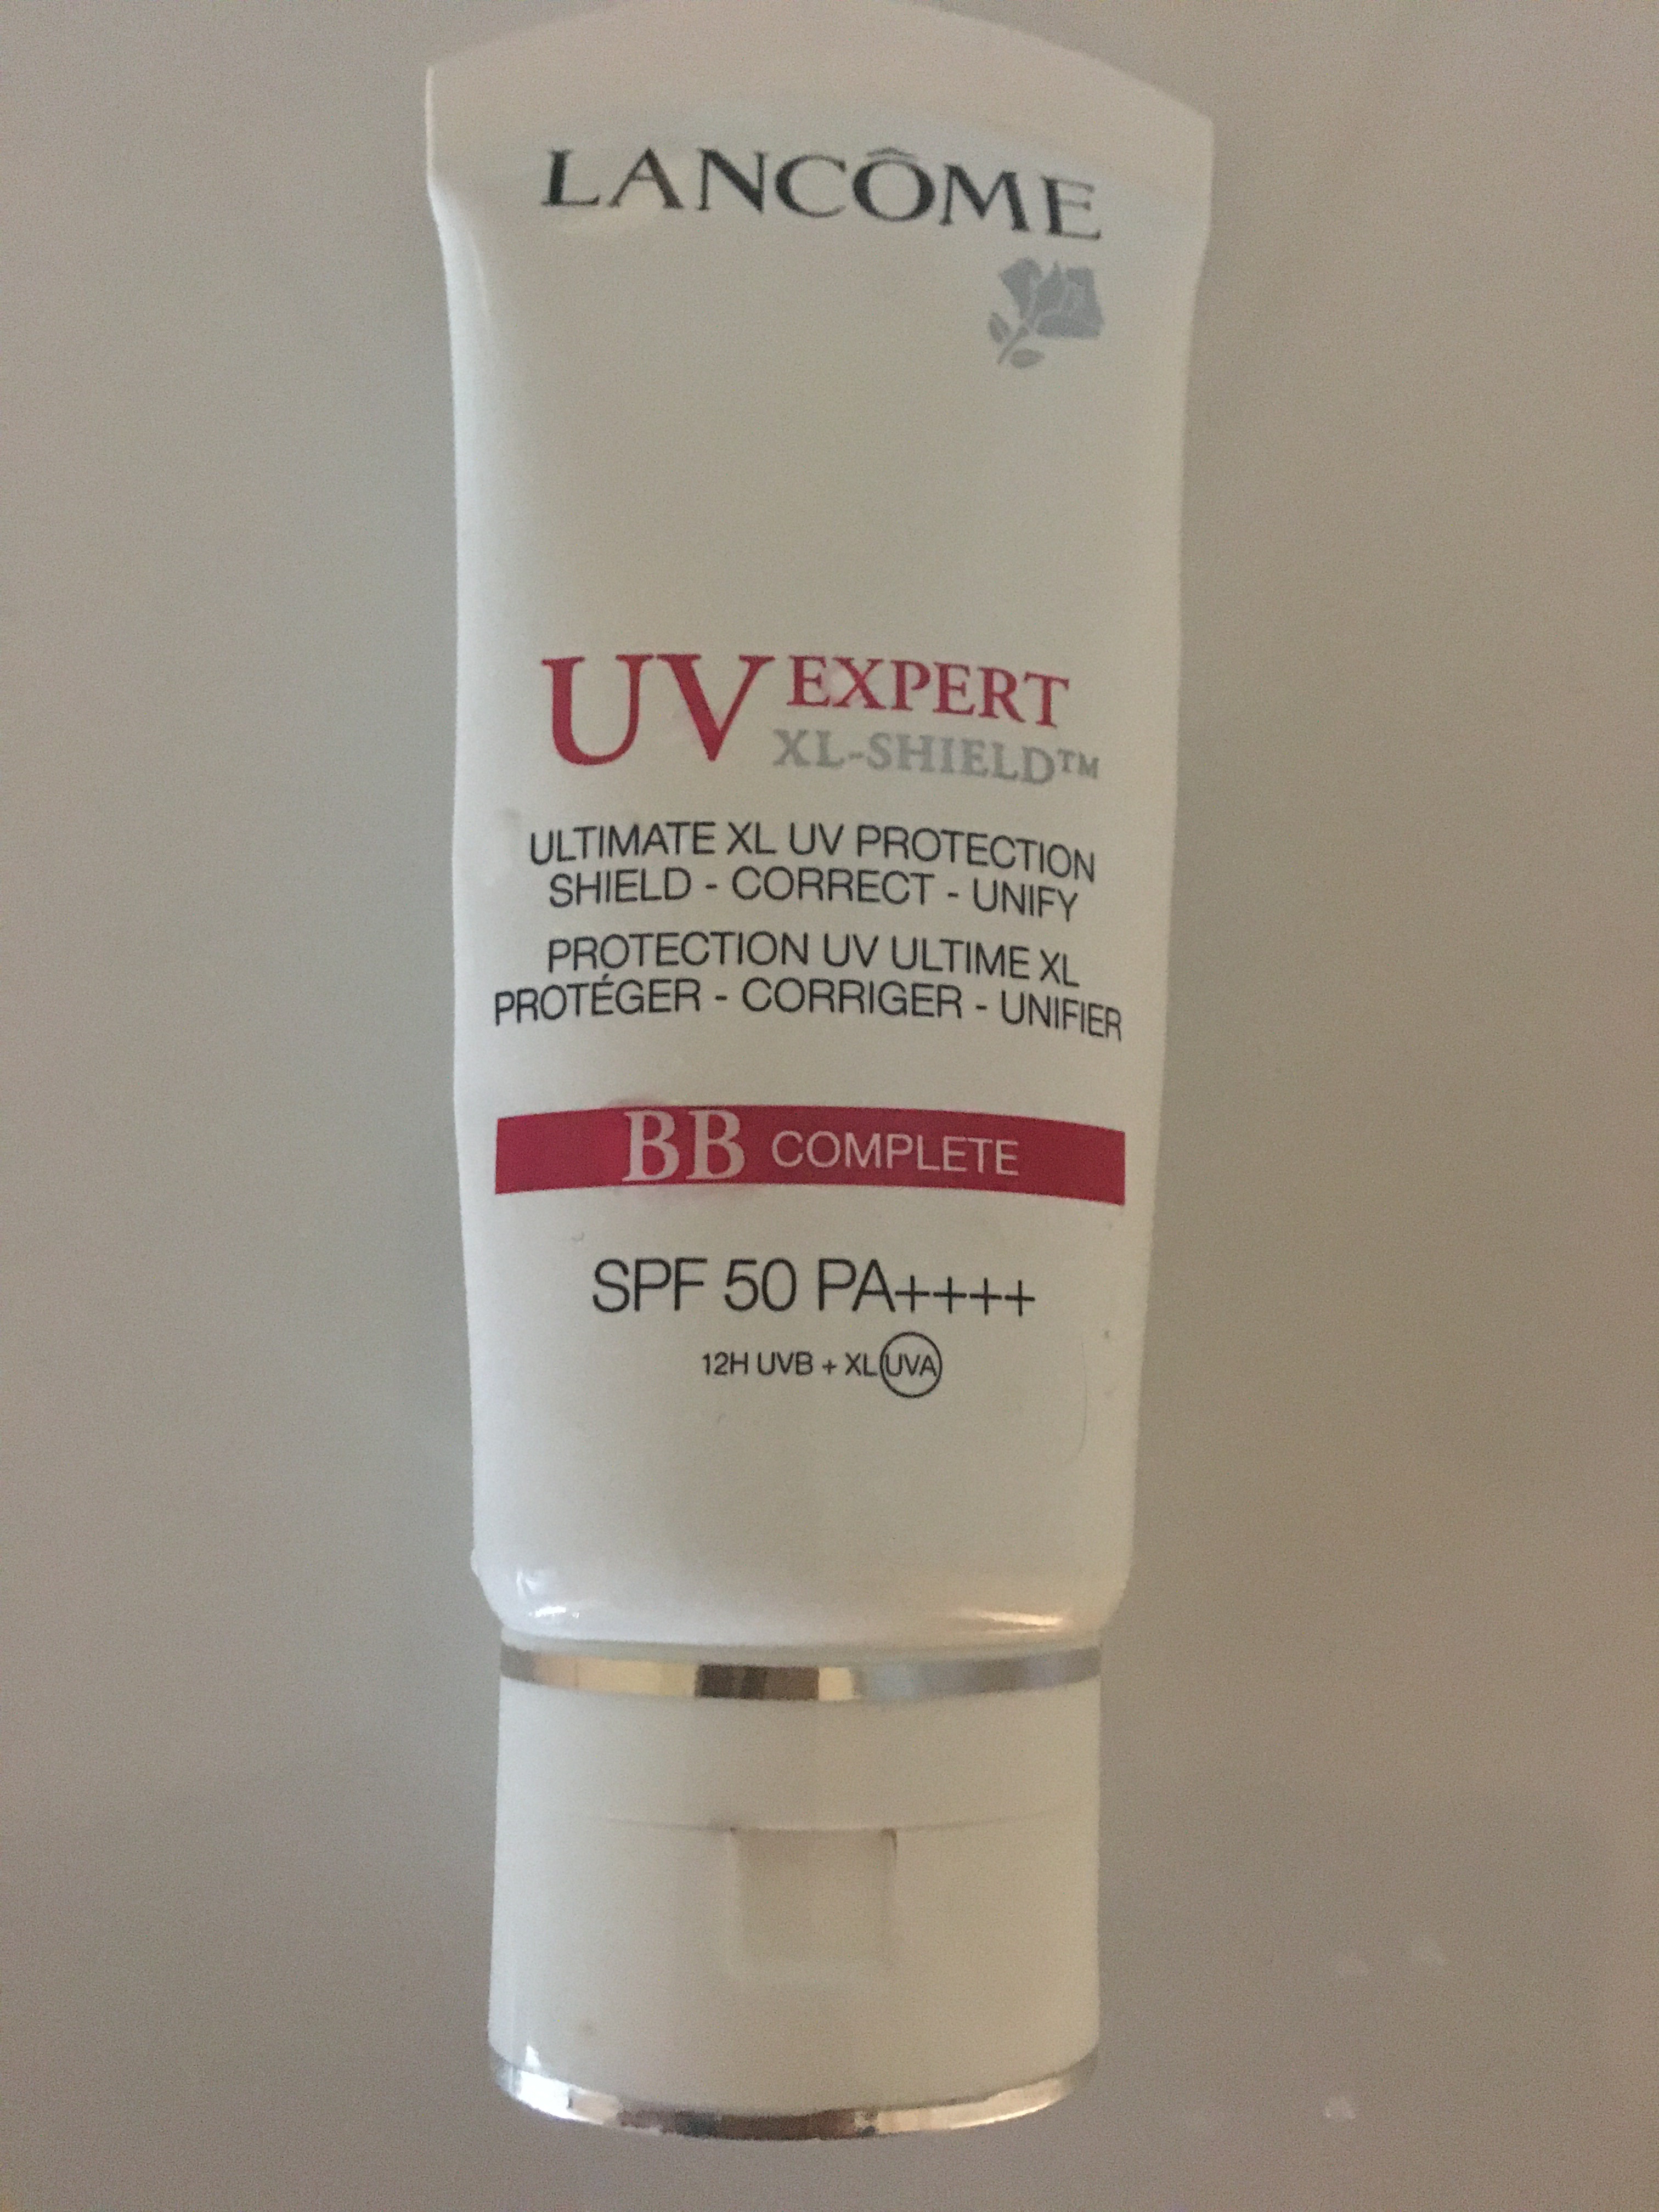 LANCÔME
UV EXPERT
XL-SHIELD™
ULTIMATE XL UV PROTECTION
SHIELD - CORRECT - UNIFY
PROTECTION UV ULTIME XL
PROTÉGER - CORRIGER - UNIFIER
BB COMPLETE
SPF 50 PA++++
12H UVB + XL UVA